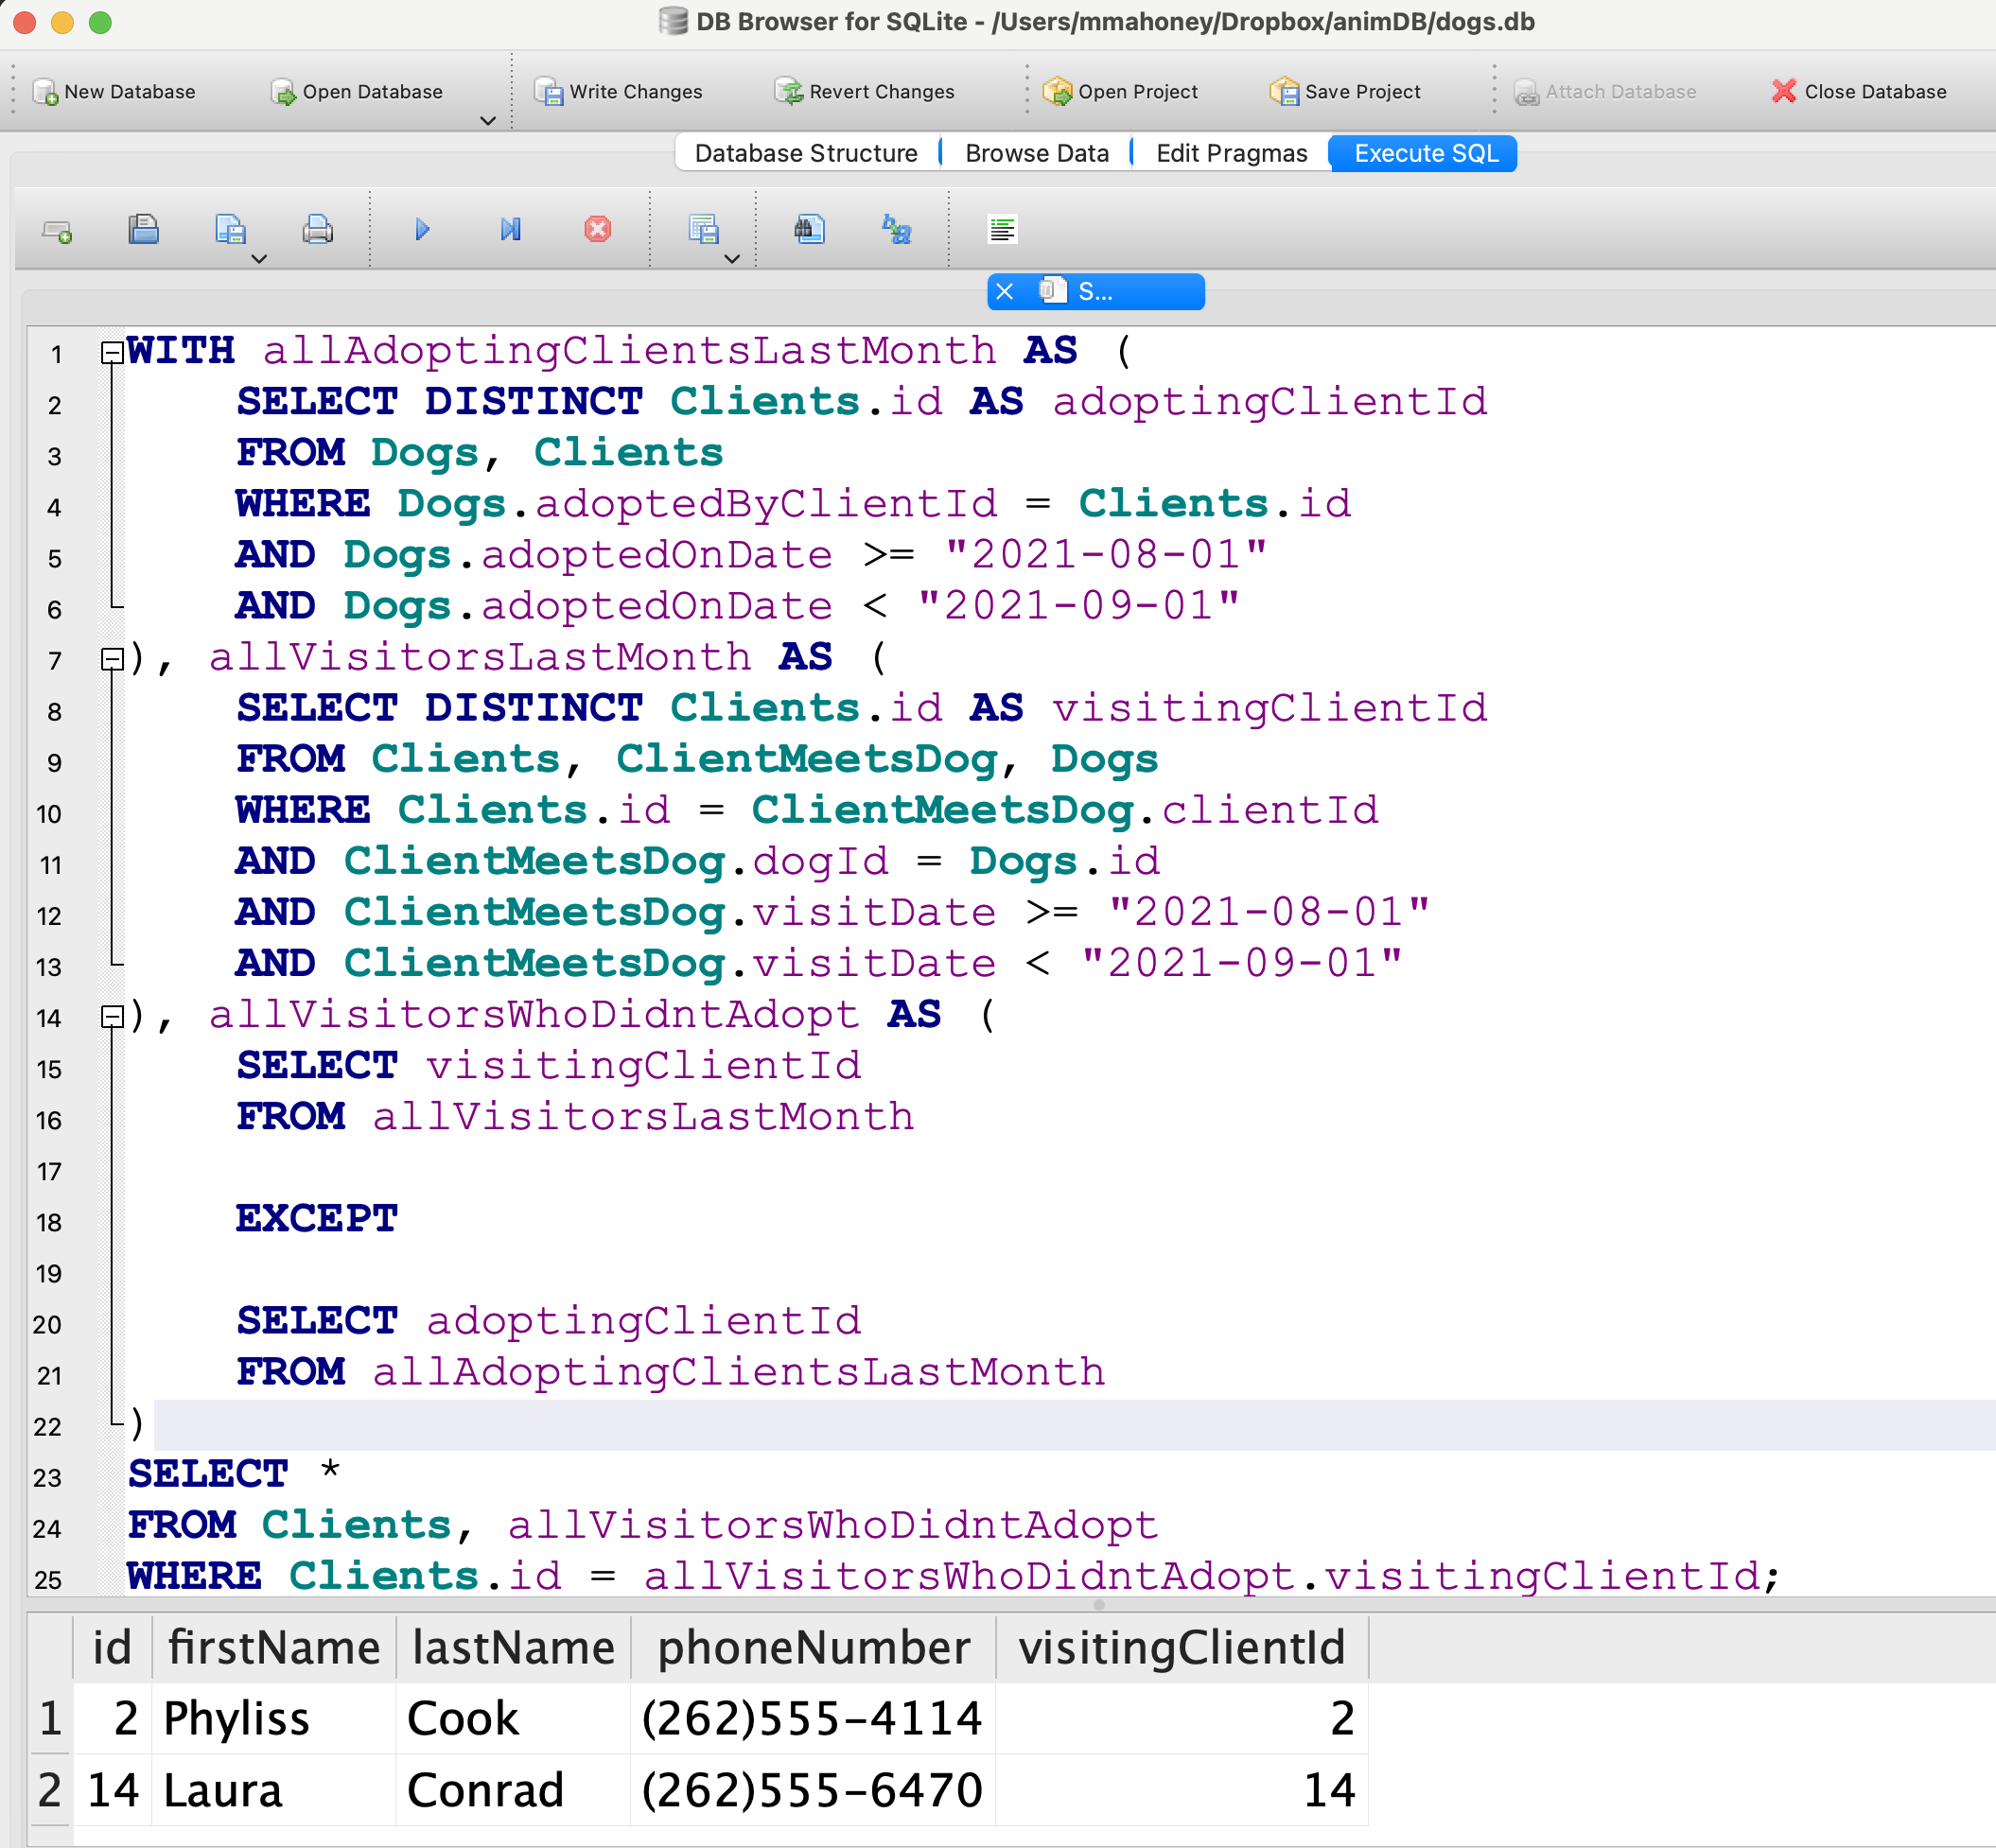 DB Browser for SQLite - /Users/mmahoney/Dropbox/animDB/dogs.db
New Database Open Database Write Changes Revert Changes Open Project Save Project Attach Database Close Database
Database Structure Browse Data Edit Pragmas Execute SQL
S...
1 WITH allAdoptingClientsLastMonth AS (
2 SELECT DISTINCT Clients.id AS adoptingClientId
3 FROM Dogs, Clients
4 WHERE Dogs.adoptedByClientId = Clients.id
5 AND Dogs.adoptedOnDate >= "2021-08-01"
6 AND Dogs.adoptedOnDate < "2021-09-01"
7 ), allVisitorsLastMonth AS (
8 SELECT DISTINCT Clients.id AS visitingClientId
9 FROM Clients, ClientMeetsDog, Dogs
10 WHERE Clients.id = ClientMeetsDog.clientId
11 AND ClientMeetsDog.dogId = Dogs.id
12 AND ClientMeetsDog.visitDate >= "2021-08-01"
13 AND ClientMeetsDog.visitDate < "2021-09-01"
14 ), allVisitorsWhoDidntAdopt AS (
15 SELECT visitingClientId
16 FROM allVisitorsLastMonth
17
18 EXCEPT
19
20 SELECT adoptingClientId
21 FROM allAdoptingClientsLastMonth
22 )
23 SELECT *
24 FROM Clients, allVisitorsWhoDidntAdopt
25 WHERE Clients.id = allVisitorsWhoDidntAdopt.visitingClientId;
id firstName lastName phoneNumber visitingClientId
1 2 Phyliss Cook (262)555-4114 2
2 14 Laura Conrad (262)555-6470 14